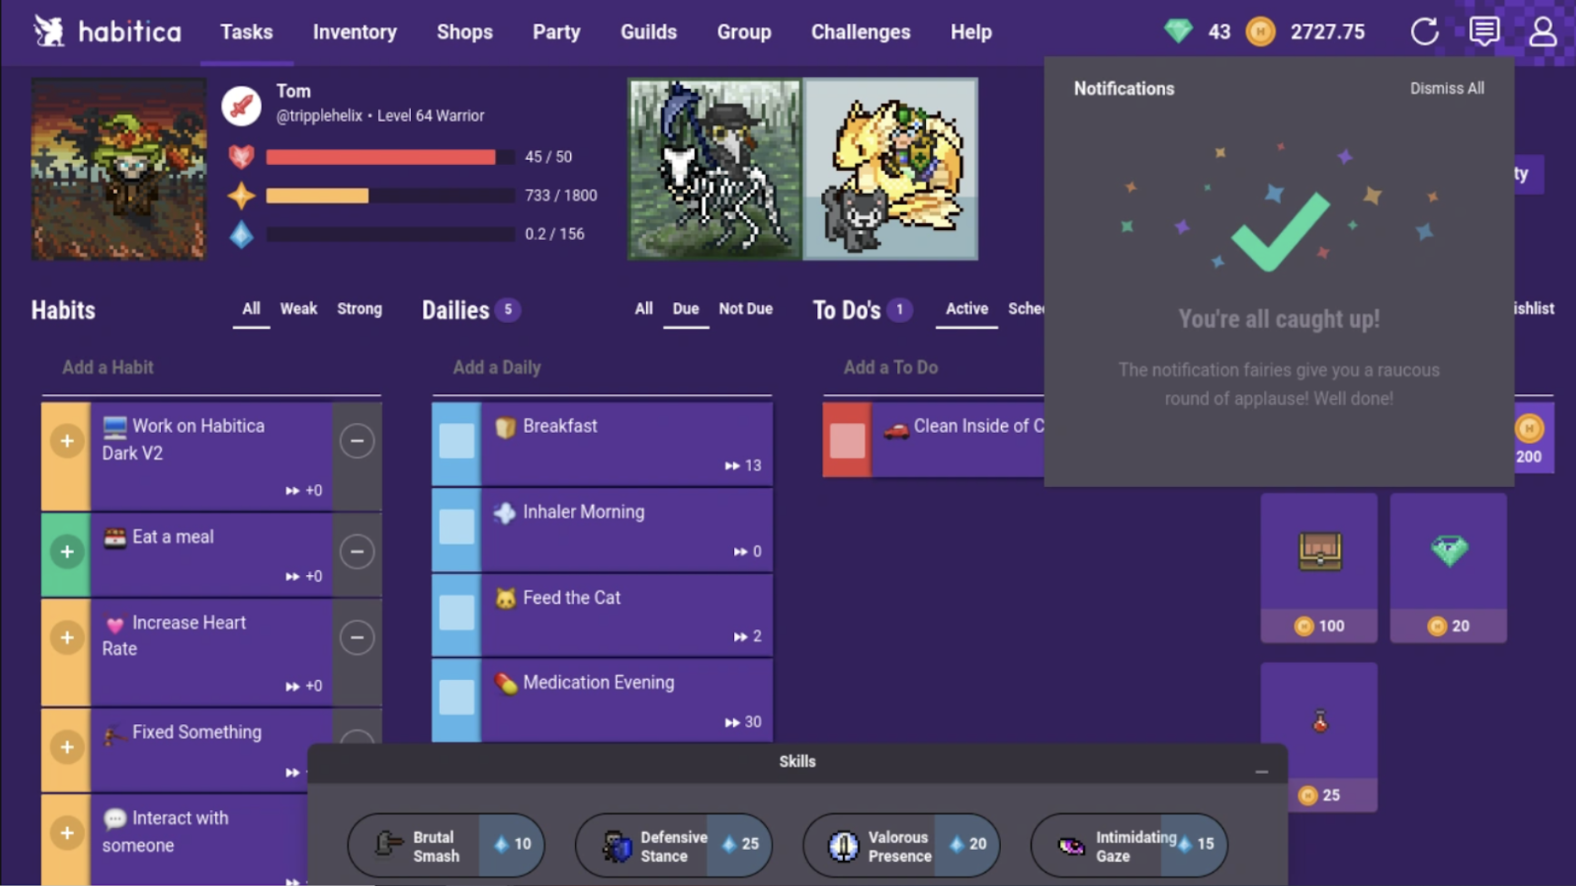 habitica
Tasks
Inventory
Shops
Party
Guilds
Group
Challenges
Help
43
2727.75
Tom
@tripplehelix • Level 64 Warrior
45 / 50
733 / 1800
0.2 / 156
Notifications
Dismiss All
ty
You're all caught up!
The notification fairies give you a raucous
round of applause! Well done!
Habits
All
Weak
Strong
Add a Habit
Work on Habitica
Dark V2
+0
Eat a meal
+0
Increase Heart
Rate
+0
Fixed Something
Interact with
someone
Dailies 5
All
Due
Not Due
Add a Daily
Breakfast
13
Inhaler Morning
0
Feed the Cat
2
Medication Evening
30
To Do's 1
Active
Sche
Add a To Do
Clean Inside of C
ishlist
200
100
20
25
Skills
Brutal
Smash
10
Defensive
Stance
25
Valorous
Presence
20
Intimidating
Gaze
15